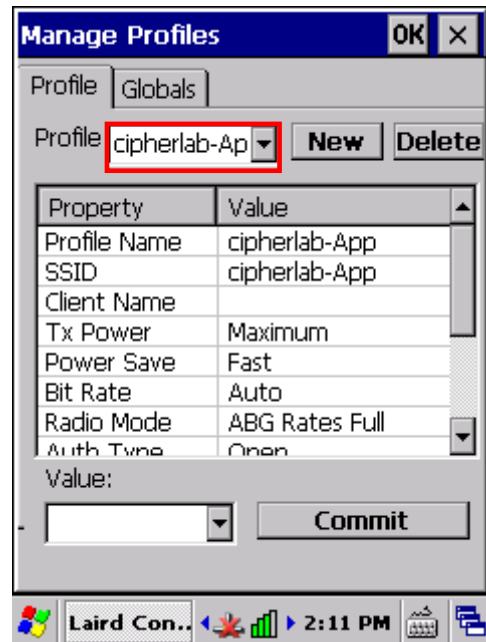 Manage Profiles OK ×
Profile Globals
Profile cipherlab-Ap New Delete
Property Value
Profile Name cipherlab-App
SSID cipherlab-App
Client Name
Tx Power Maximum
Power Save Fast
Bit Rate Auto
Radio Mode ABG Rates Full
Auth Type Open
Value:
Commit
Laird Con.. 2:11 PM